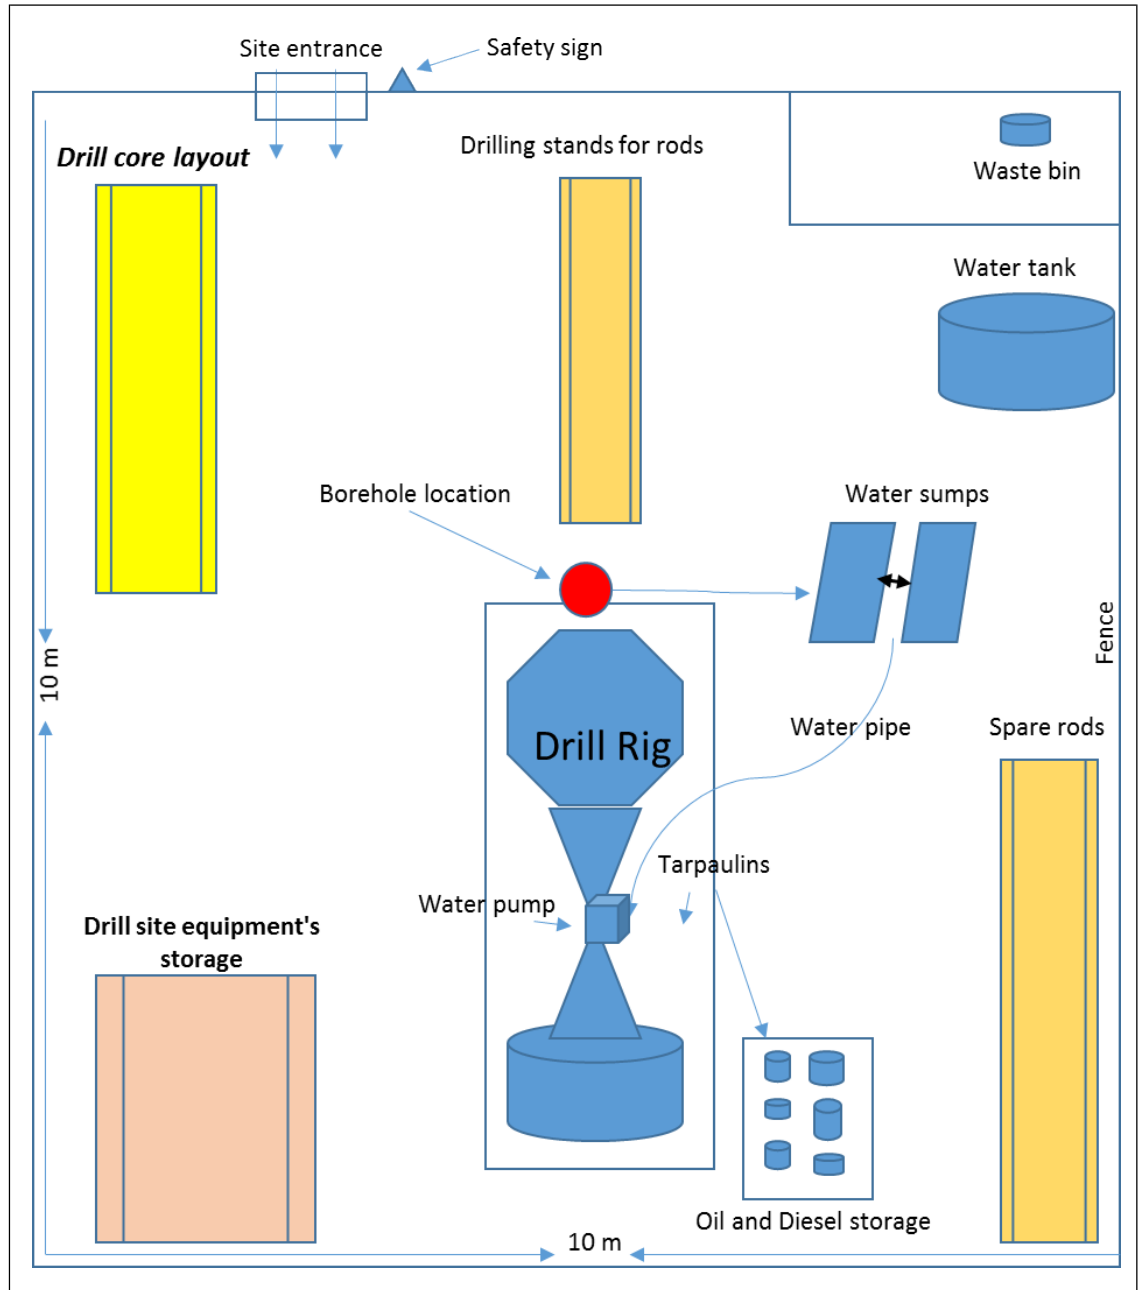 Site entrance
Safety sign
Drill core layout
Drilling stands for rods
Waste bin
Water tank
Borehole location
Water sumps
Fence
10 m
Drill Rig
Water pipe
Spare rods
Tarpaulins
Water pump
Drill site equipment's
storage
Oil and Diesel storage
10 m